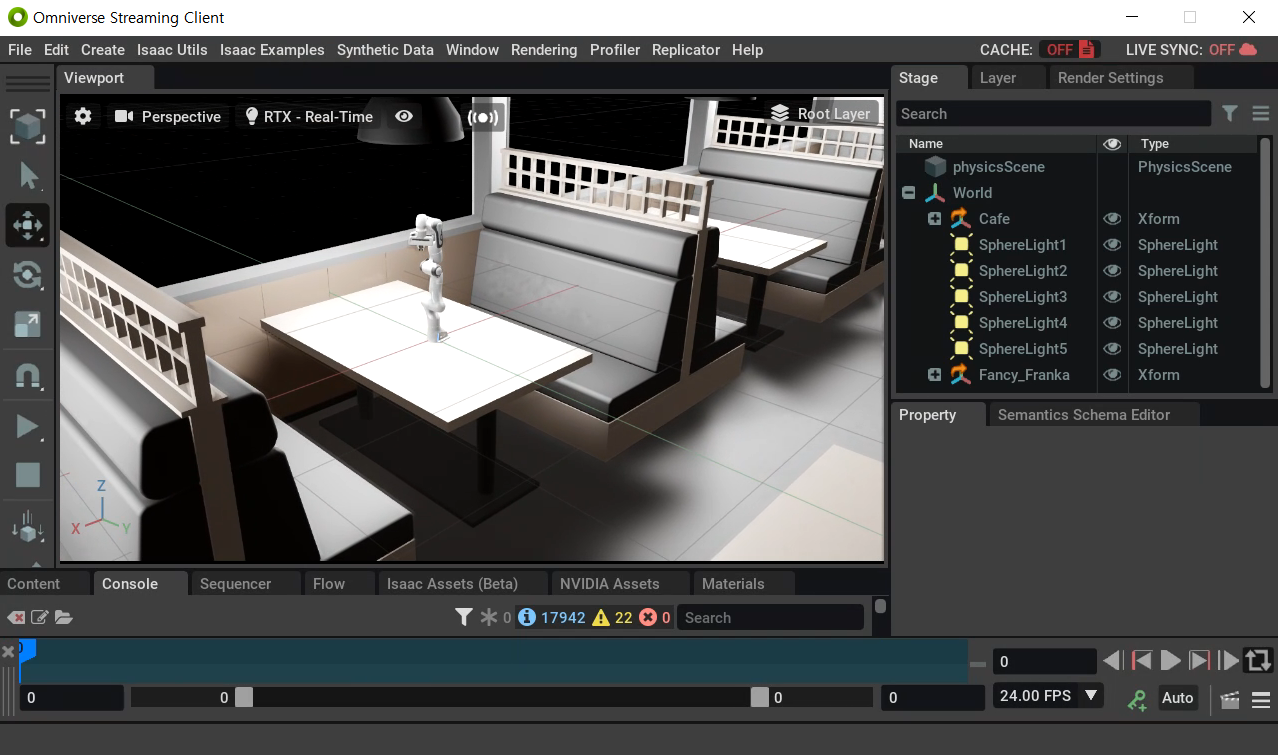 Omniverse Streaming Client
File Edit Create Isaac Utils Isaac Examples Synthetic Data Window Rendering Profiler Replicator Help CACHE: OFF LIVE SYNC: OFF
Viewport
Perspective RTX - Real-Time Root Layer
Z
X Y
Stage Layer Render Settings
Search
Name Type
physicsScene PhysicsScene
World
Cafe Xform
SphereLight1 SphereLight
SphereLight2 SphereLight
SphereLight3 SphereLight
SphereLight4 SphereLight
SphereLight5 SphereLight
Fancy_Franka Xform
Property Semantics Schema Editor
Content Console Sequencer Flow Isaac Assets (Beta) NVIDIA Assets Materials
0 17942 22 0 Search
0 0
0 0 0 0 24.00 FPS Auto